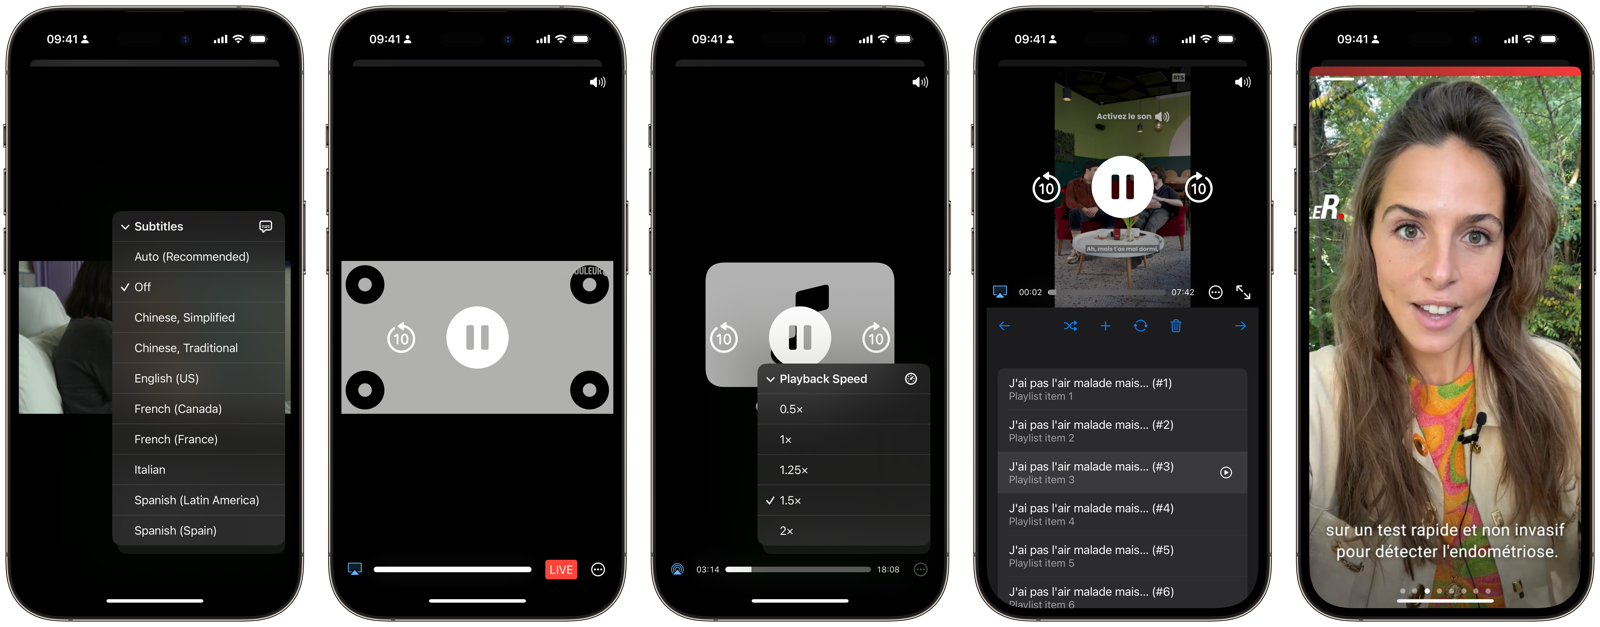 09:41
Subtitles
Auto (Recommended)
Off
Chinese, Simplified
Chinese, Traditional
English (US)
French (Canada)
French (France)
Italian
Spanish (Latin America)
Spanish (Spain)
09:41
OULEUR
10
LIVE
09:41
10
10
Playback Speed
0.5×
1×
1.25×
1.5×
2×
03:14
18:08
09:41
RTS
Activez le son
10
10
Ah, mais t'as mal dormi.
00:02
07:42
J'ai pas l'air malade mais... (#1)
Playlist item 1
J'ai pas l'air malade mais... (#2)
Playlist item 2
J'ai pas l'air malade mais... (#3)
Playlist item 3
J'ai pas l'air malade mais... (#4)
Playlist item 4
J'ai pas l'air malade mais... (#5)
Playlist item 5
J'ai pas l'air malade mais... (#6)
Playlist item 6
09:41
ER.
sur un test rapide et non invasif
pour détecter l'endométriose.